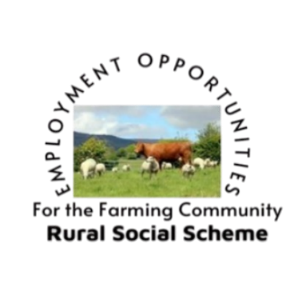 EMPLOYMENT OPPORTUNITIES
For the Farming Community
Rural Social Scheme